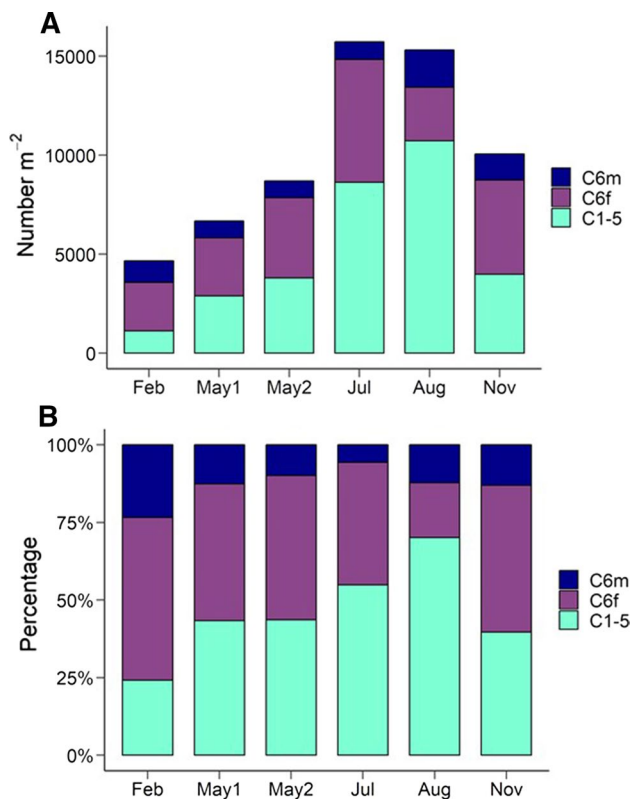 A
Number m⁻²
15000
10000
5000
0
Feb May1 May2 Jul Aug Nov
C6m
C6f
C1-5
B
Percentage
100%
75%
50%
25%
0%
Feb May1 May2 Jul Aug Nov
C6m
C6f
C1-5